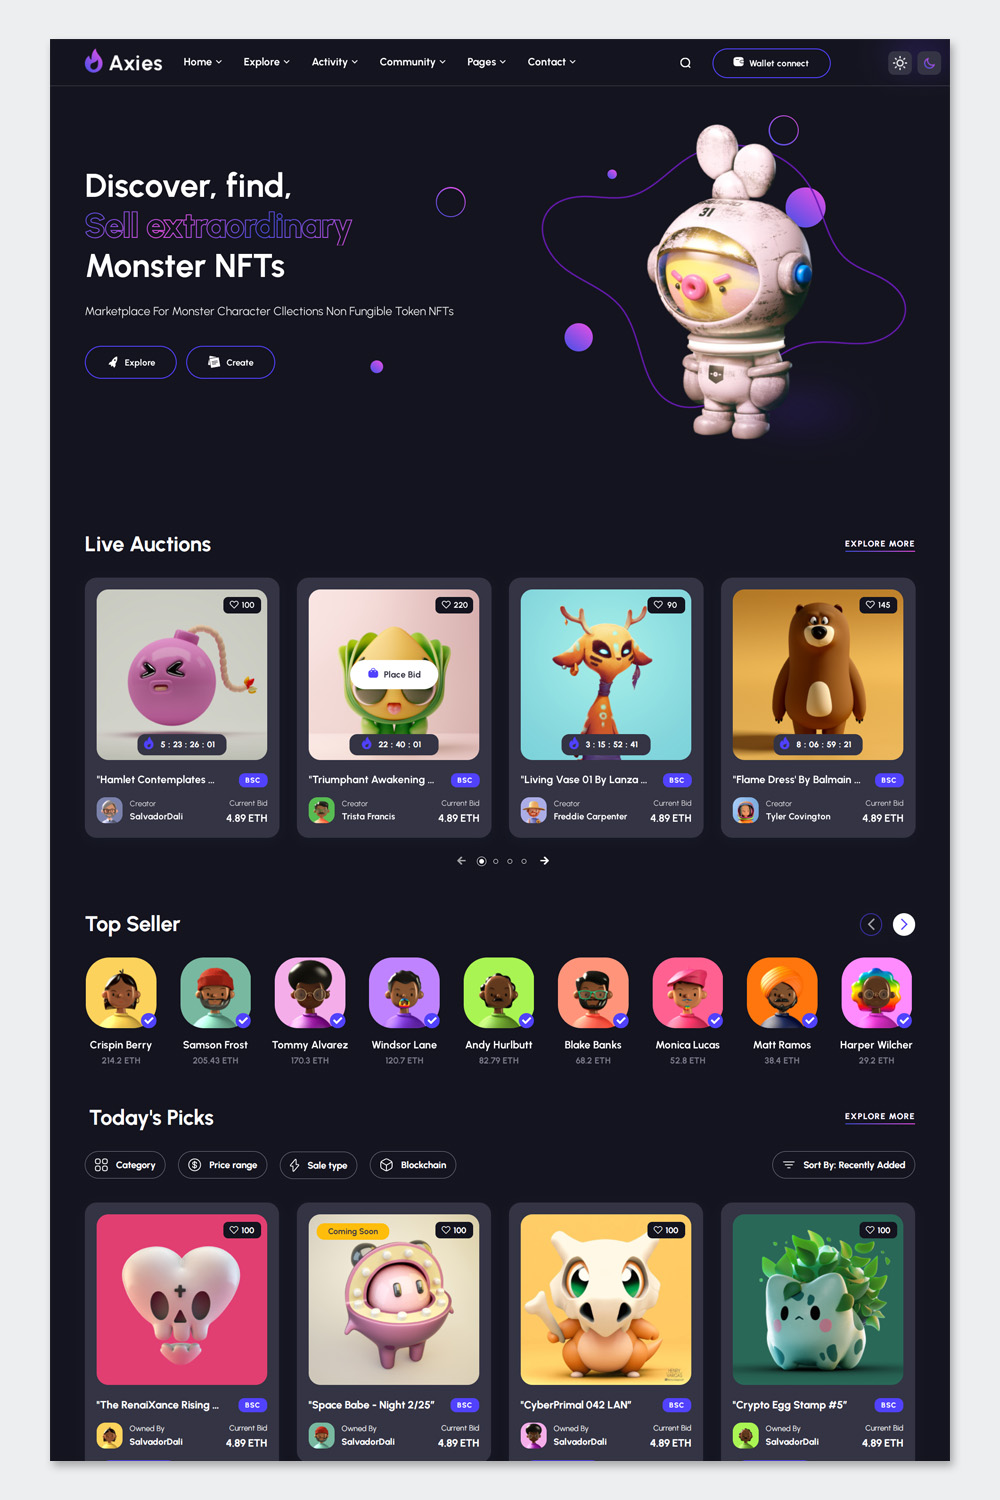 Axies
Home Explore Activity Community Pages Contact
Wallet connect
Discover, find,
Sell extraordinary
Monster NFTs
Marketplace For Monster Character Cllections Non Fungible Token NFTs
Explore Create
31
Live Auctions
EXPLORE MORE
100 220 90 145
Place Bid
5 : 23 : 26 : 01 22 : 40 : 01 3 : 15 : 52 : 41 8 : 06 : 59 : 21
"Hamlet Contemplates ... BSC "Triumphant Awakening ... BSC "Living Vase 01 By Lanza ... BSC "Flame Dress' By Balmain ... BSC
Creator Current Bid Creator Current Bid Creator Current Bid Creator Current Bid
SalvadorDali 4.89 ETH Trista Francis 4.89 ETH Freddie Carpenter 4.89 ETH Tyler Covington 4.89 ETH
Top Seller
Crispin Berry Samson Frost Tommy Alvarez Windsor Lane Andy Hurlbutt Blake Banks Monica Lucas Matt Ramos Harper Wilcher
214.2 ETH 205.43 ETH 170.3 ETH 120.7 ETH 82.79 ETH 68.2 ETH 52.8 ETH 38.4 ETH 29.2 ETH
Today's Picks
EXPLORE MORE
Category Price range Sale type Blockchain Sort By: Recently Added
100 Coming Soon 100 100 100
"The RenaiXance Rising ... BSC "Space Babe - Night 2/25" BSC "CyberPrimal 042 LAN" BSC "Crypto Egg Stamp #5" BSC
Owned By Current Bid Owned By Current Bid Owned By Current Bid Owned By Current Bid
SalvadorDali 4.89 ETH SalvadorDali 4.89 ETH SalvadorDali 4.89 ETH SalvadorDali 4.89 ETH